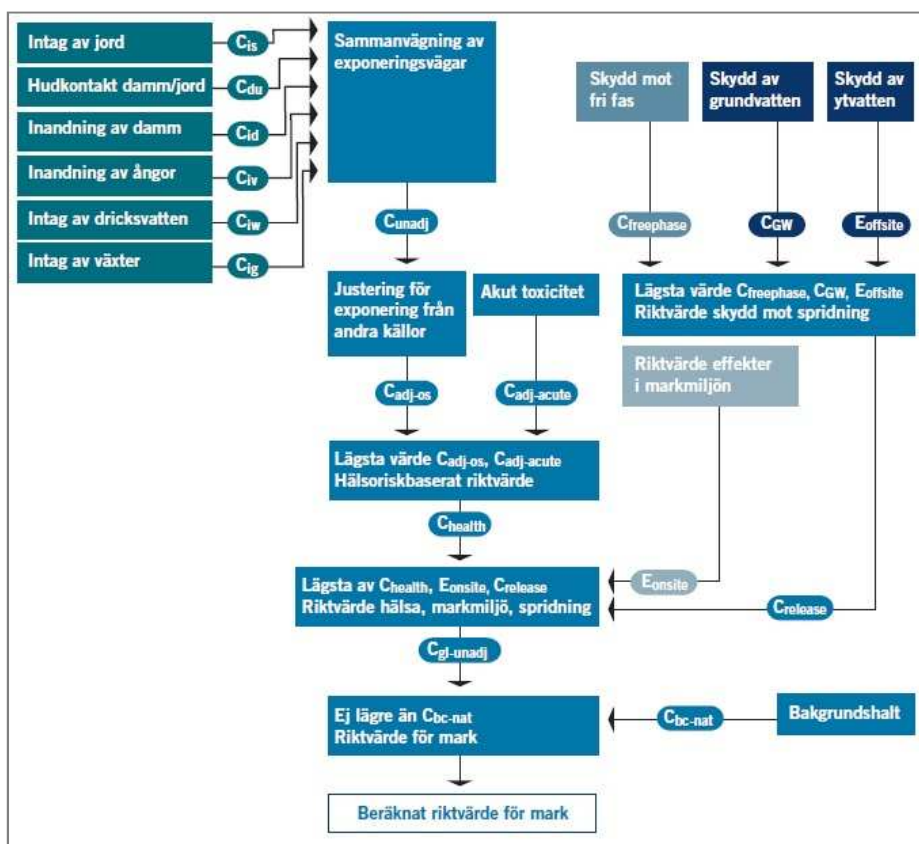 Intag av jord
Cis
Hudkontakt damm/jord
Cdu
Inandning av damm
Cid
Inandning av ångor
Civ
Intag av dricksvatten
Ciw
Intag av växter
Cig
Sammanvägning av
exponeringsvägar
Cunadj
Skydd mot
fri fas
Skydd av
grundvatten
Skydd av
ytvatten
Cfreephase
CGW
Eoffsite
Justering för
exponering från
andra källor
Akut toxicitet
Lägsta värde Cfreephase, CGW, Eoffsite
Riktvärde skydd mot spridning
Riktvärde effekter
i markmiljön
Cadj-os
Cadj-acute
Lägsta värde Cadj-os, Cadj-acute
Hälsoriskbaserat riktvärde
Chealth
Lägsta av Chealth, Eonsite, Crelease
Riktvärde hälsa, markmiljö, spridning
Eonsite
Crelease
Cgl-unadj
Ej lägre än Cbc-nat
Riktvärde för mark
Cbc-nat
Bakgrundshalt
Beräknat riktvärde för mark